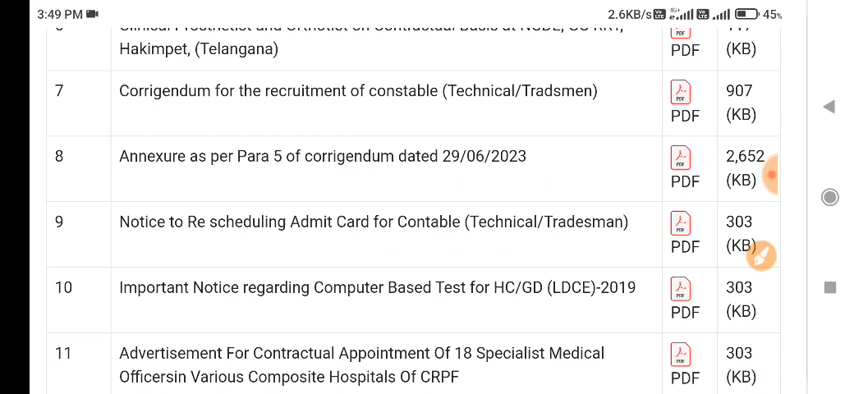 3:49 PM 2.6KB/s 4G+ 45%
Hakimpet, (Telangana) PDF (KB)
7 Corrigendum for the recruitment of constable (Technical/Tradsmen) PDF 907 (KB)
8 Annexure as per Para 5 of corrigendum dated 29/06/2023 PDF 2,652 (KB)
9 Notice to Re scheduling Admit Card for Contable (Technical/Tradesman) PDF 303 (KB)
10 Important Notice regarding Computer Based Test for HC/GD (LDCE)-2019 PDF 303 (KB)
11 Advertisement For Contractual Appointment Of 18 Specialist Medical PDF 303
Officersin Various Composite Hospitals Of CRPF PDF (KB)